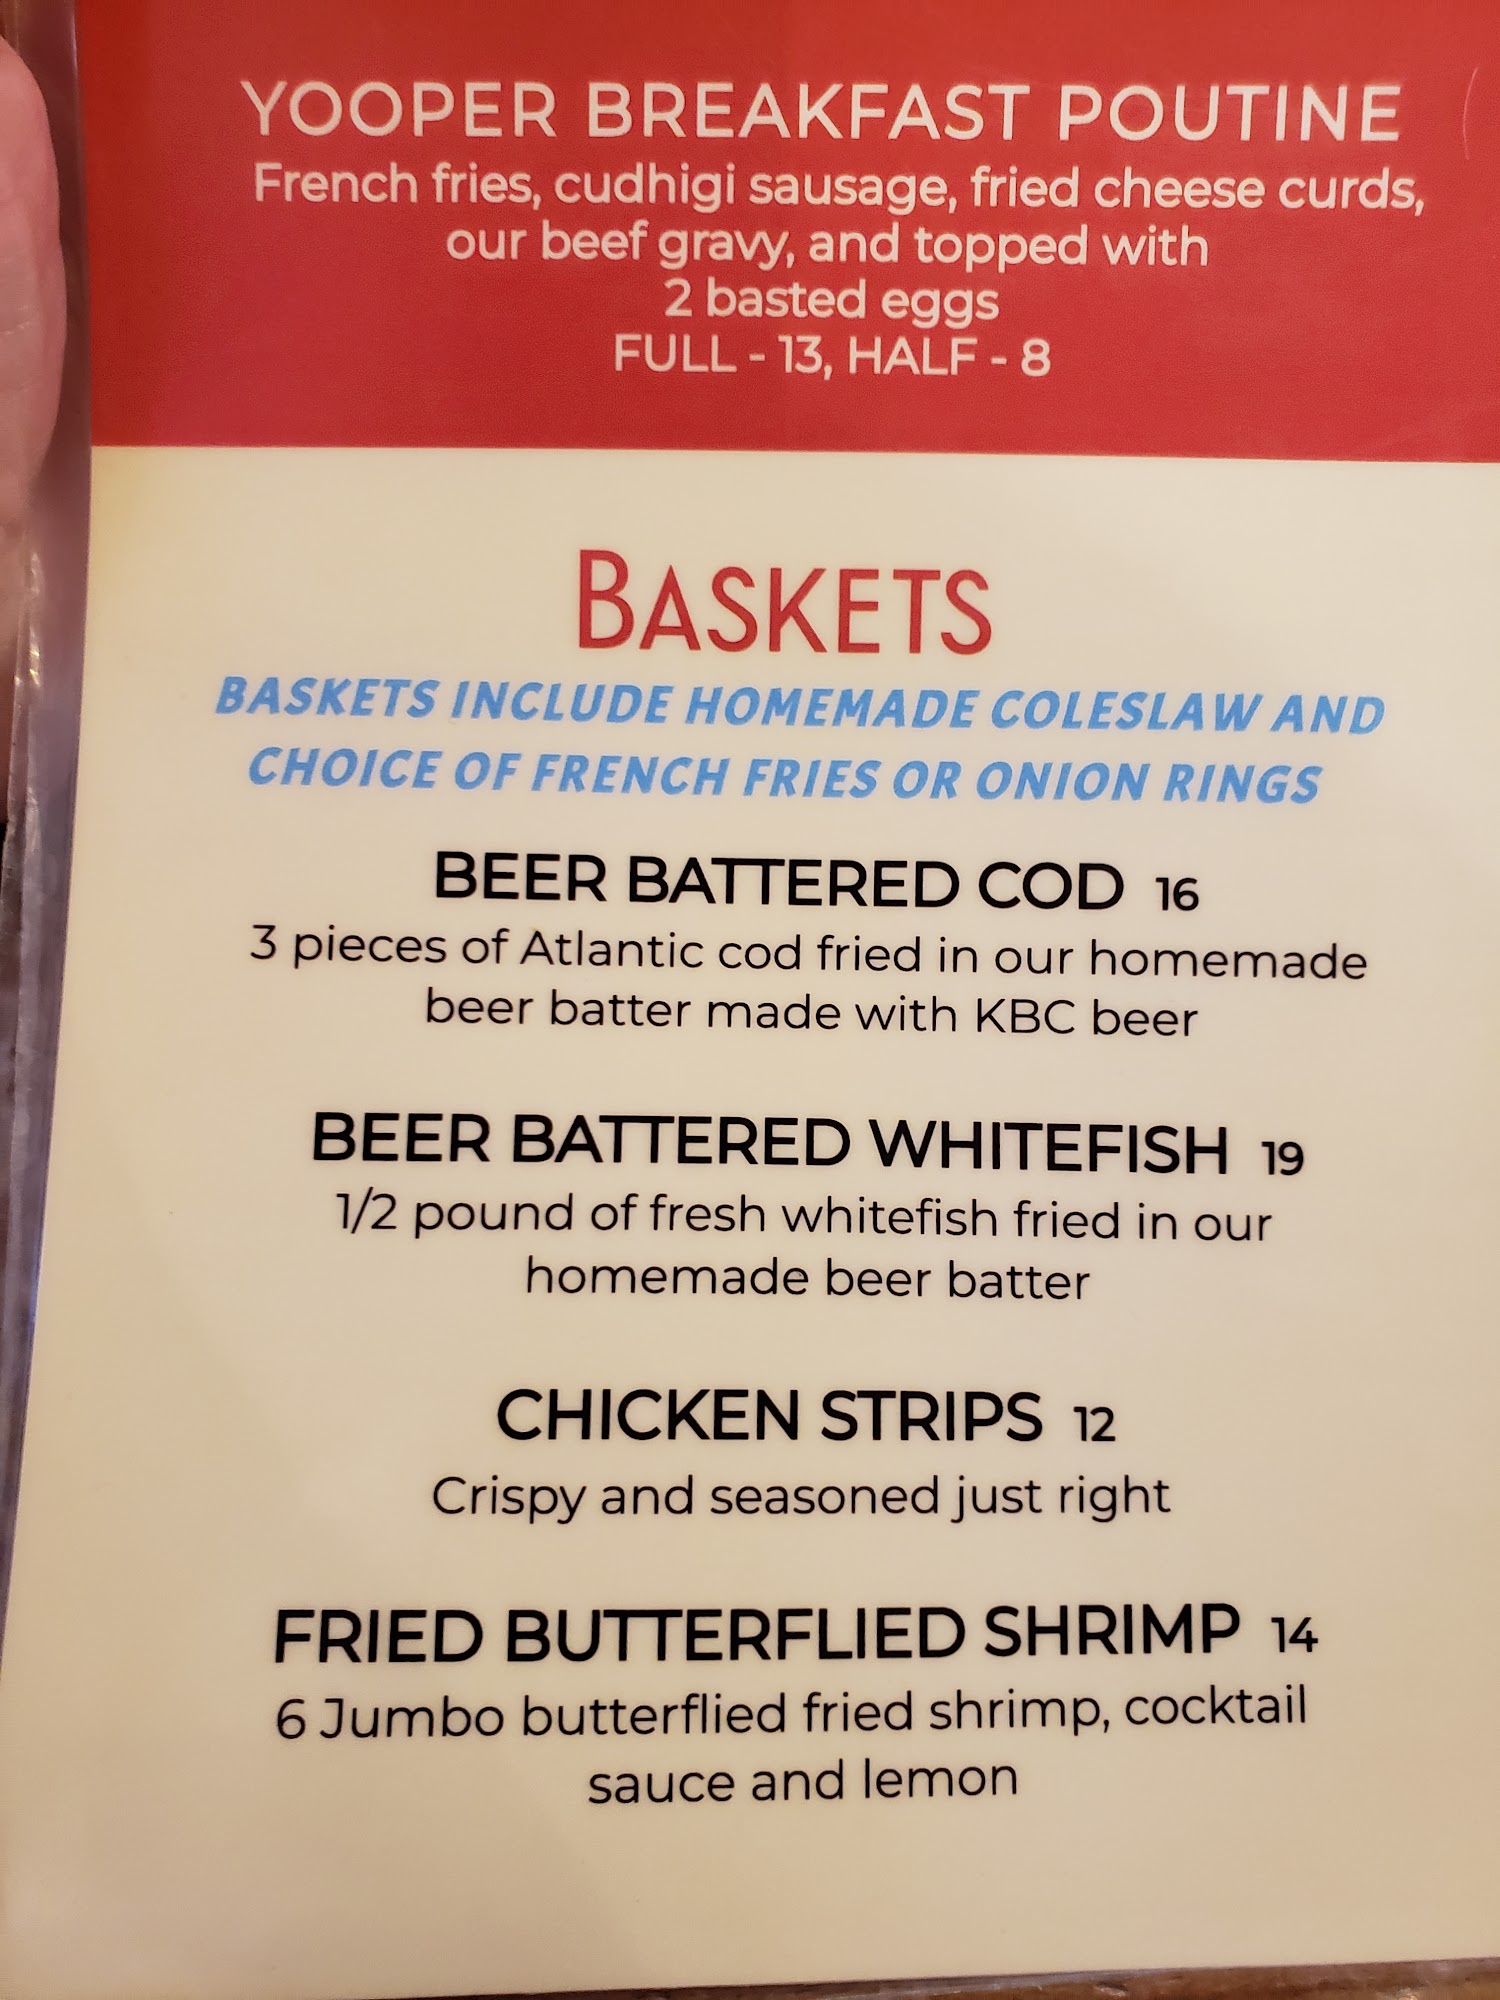 YOOPER BREAKFAST POUTINE
French fries, cudhigi sausage, fried cheese curds,
our beef gravy, and topped with
2 basted eggs
FULL - 13, HALF - 8
BASKETS
BASKETS INCLUDE HOMEMADE COLESLAW AND
CHOICE OF FRENCH FRIES OR ONION RINGS
BEER BATTERED COD 16
3 pieces of Atlantic cod fried in our homemade
beer batter made with KBC beer
BEER BATTERED WHITEFISH 19
1/2 pound of fresh whitefish fried in our
homemade beer batter
CHICKEN STRIPS 12
Crispy and seasoned just right
FRIED BUTTERFLIED SHRIMP 14
6 Jumbo butterflied fried shrimp, cocktail
sauce and lemon